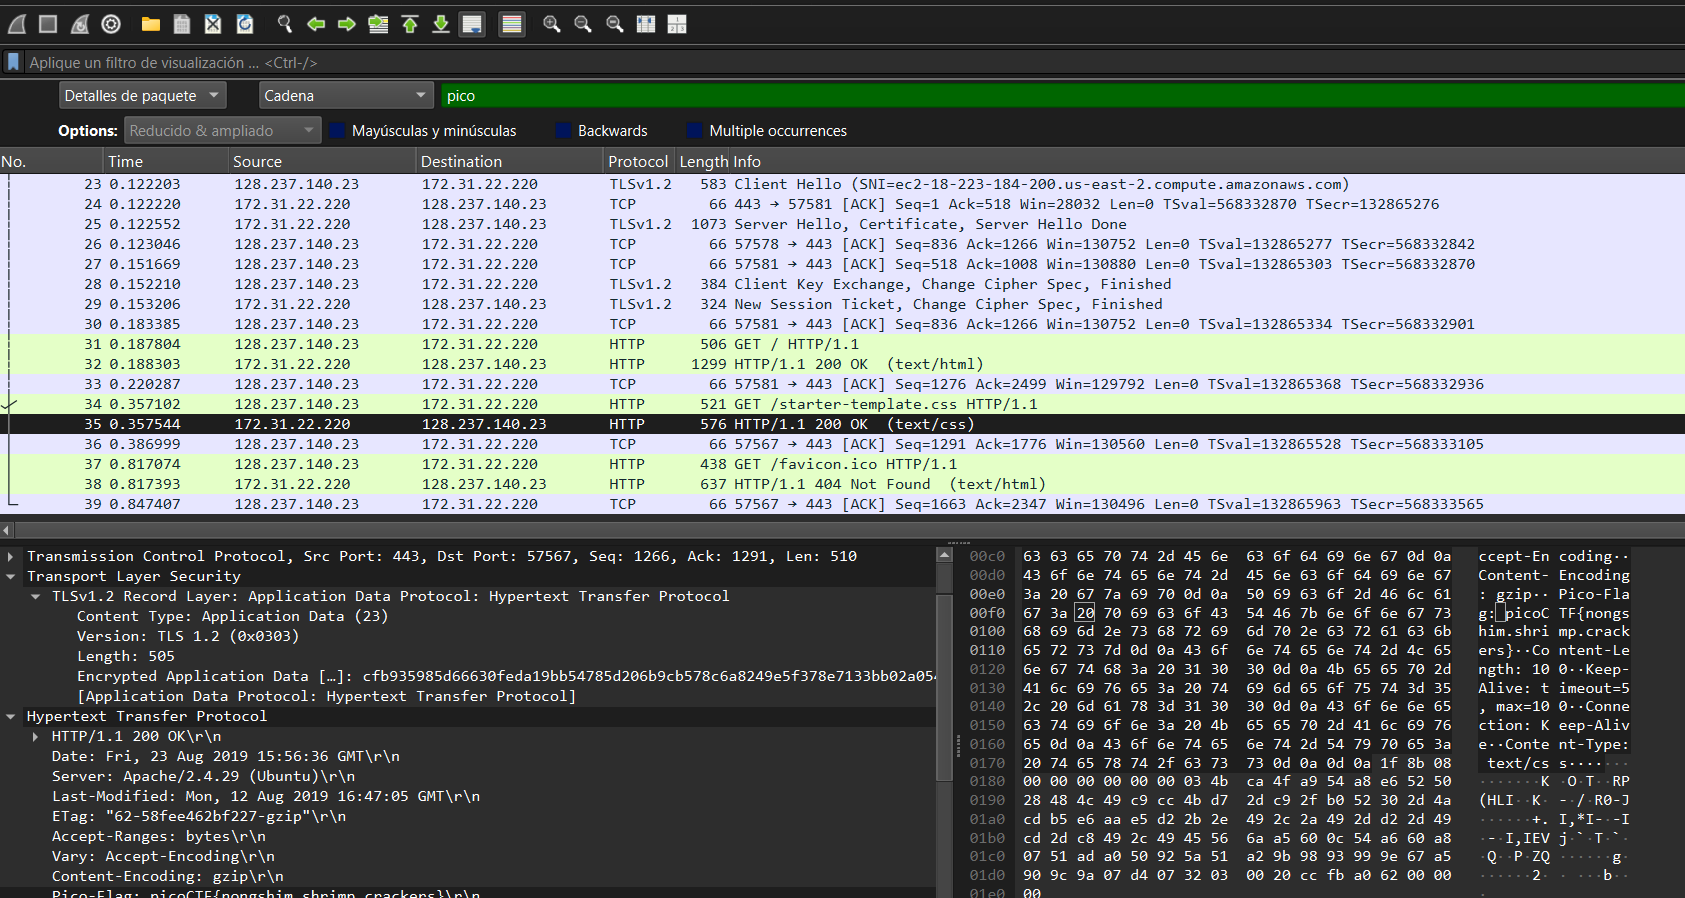 Aplique un filtro de visualización ... <Ctrl-/>
Detalles de paquete Cadena pico
Options: Reducido & ampliado Mayúsculas y minúsculas Backwards Multiple occurrences
No. Time Source Destination Protocol Length Info
23 0.122203 128.237.140.23 172.31.22.220 TLSv1.2 583 Client Hello (SNI=ec2-18-223-184-200.us-east-2.compute.amazonaws.com)
24 0.122220 172.31.22.220 128.237.140.23 TCP 66 443 → 57581 [ACK] Seq=1 Ack=518 Win=28032 Len=0 TSval=568332870 TSecr=132865276
25 0.122552 172.31.22.220 128.237.140.23 TLSv1.2 1073 Server Hello, Certificate, Server Hello Done
26 0.123046 128.237.140.23 172.31.22.220 TCP 66 57578 → 443 [ACK] Seq=836 Ack=1266 Win=130752 Len=0 TSval=132865277 TSecr=568332842
27 0.151669 128.237.140.23 172.31.22.220 TCP 66 57581 → 443 [ACK] Seq=518 Ack=1008 Win=130880 Len=0 TSval=132865303 TSecr=568332870
28 0.152210 128.237.140.23 172.31.22.220 TLSv1.2 384 Client Key Exchange, Change Cipher Spec, Finished
29 0.153206 172.31.22.220 128.237.140.23 TLSv1.2 324 New Session Ticket, Change Cipher Spec, Finished
30 0.183385 128.237.140.23 172.31.22.220 TCP 66 57581 → 443 [ACK] Seq=836 Ack=1266 Win=130752 Len=0 TSval=132865334 TSecr=568332901
31 0.187804 128.237.140.23 172.31.22.220 HTTP 506 GET / HTTP/1.1
32 0.188303 172.31.22.220 128.237.140.23 HTTP 1299 HTTP/1.1 200 OK (text/html)
33 0.220287 128.237.140.23 172.31.22.220 TCP 66 57581 → 443 [ACK] Seq=1276 Ack=2499 Win=129792 Len=0 TSval=132865368 TSecr=568332936
34 0.357102 128.237.140.23 172.31.22.220 HTTP 521 GET /starter-template.css HTTP/1.1
35 0.357544 172.31.22.220 128.237.140.23 HTTP 576 HTTP/1.1 200 OK (text/css)
36 0.386999 128.237.140.23 172.31.22.220 TCP 66 57567 → 443 [ACK] Seq=1291 Ack=1776 Win=130560 Len=0 TSval=132865528 TSecr=568333105
37 0.817074 128.237.140.23 172.31.22.220 HTTP 438 GET /favicon.ico HTTP/1.1
38 0.817393 172.31.22.220 128.237.140.23 HTTP 637 HTTP/1.1 404 Not Found (text/html)
39 0.847407 128.237.140.23 172.31.22.220 TCP 66 57567 → 443 [ACK] Seq=1663 Ack=2347 Win=130496 Len=0 TSval=132865963 TSecr=568333565
Transmission Control Protocol, Src Port: 443, Dst Port: 57567, Seq: 1266, Ack: 1291, Len: 510
Transport Layer Security
TLSv1.2 Record Layer: Application Data Protocol: Hypertext Transfer Protocol
Content Type: Application Data (23)
Version: TLS 1.2 (0x0303)
Length: 505
Encrypted Application Data […]: cfb935985d66630feda19bb54785d206b9cb578c6a8249e5f378e7133bb02a054
[Application Data Protocol: Hypertext Transfer Protocol]
Hypertext Transfer Protocol
HTTP/1.1 200 OK\r\n
Date: Fri, 23 Aug 2019 15:56:36 GMT\r\n
Server: Apache/2.4.29 (Ubuntu)\r\n
Last-Modified: Mon, 12 Aug 2019 16:47:05 GMT\r\n
ETag: "62-58fee462bf227-gzip"\r\n
Accept-Ranges: bytes\r\n
Vary: Accept-Encoding\r\n
Content-Encoding: gzip\r\n
Pico-Flag: picoCTF{nongshim.shrimp.crackers}\r\n
00c0 63 63 65 70 74 2d 45 6e 63 6f 64 69 6e 67 0d 0a ccept-En coding··
00d0 43 6f 6e 74 65 6e 74 2d 45 6e 63 6f 64 69 6e 67 Content- Encoding
00e0 3a 20 67 7a 69 70 0d 0a 50 69 63 6f 2d 46 6c 61 : gzip·· Pico-Fla
00f0 67 3a 20 70 69 63 6f 43 54 46 7b 6e 6f 6e 67 73 g: picoC TF{nongs
0100 68 69 6d 2e 73 68 72 69 6d 70 2e 63 72 61 63 6b him.shri mp.crack
0110 65 72 73 7d 0d 0a 43 6f 6e 74 65 6e 74 2d 4c 65 ers}··Co ntent-Le
0120 6e 67 74 68 3a 20 31 30 30 0d 0a 4b 65 65 70 2d ngth: 10 0··Keep-
0130 41 6c 69 76 65 3a 20 74 69 6d 65 6f 75 74 3d 35 Alive: t imeout=5
0140 2c 20 6d 61 78 3d 31 30 30 0d 0a 43 6f 6e 6e 65 , max=10 0··Conne
0150 63 74 69 6f 6e 3a 20 4b 65 65 70 2d 41 6c 69 76 ction: K eep-Aliv
0160 65 0d 0a 43 6f 6e 74 65 6e 74 2d 54 79 70 65 3a e··Conte nt-Type:
0170 20 74 65 78 74 2f 63 73 73 0d 0a 0d 0a 1f 8b 08 text/cs s·······
0180 00 00 00 00 00 00 03 4b ca 4f a9 54 a8 e6 52 50 ·······K ·O·T··RP
0190 28 48 4c 49 c9 cc 4b d7 2d c9 2f b0 52 30 2d 4a (HLI··K· -·/·R0-J
01a0 cd b5 e6 aa e5 d2 2b 2e 49 2c 2a 49 2d d2 2d 49 ······+. I,*I-·-I
01b0 cd 2d c8 49 2c 49 45 56 6a a5 60 0c 54 a6 60 a8 ·-·I,IEV j·`·T·`·
01c0 07 51 ad a0 50 92 5a 51 a2 9b 98 93 99 9e 67 a5 ·Q··P·ZQ ······g·
01d0 90 9c 9a 07 d4 07 32 03 00 20 cc fb a0 62 00 00 ······2· · ···b··
01e0 00